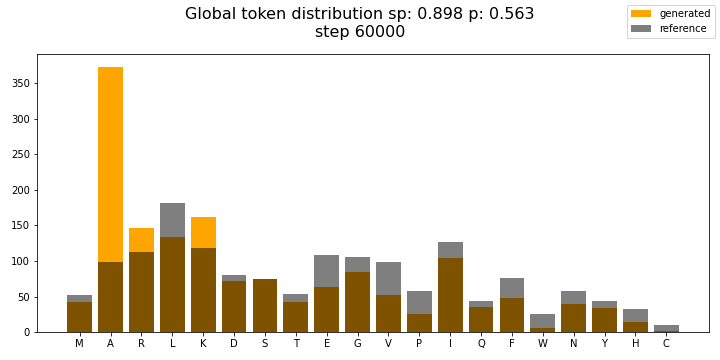 Global token distribution sp: 0.898 p: 0.563
step 60000
generated
reference
350
300
250
200
150
100
50
0
M A R L K D S T E G V P I Q F W N Y H C